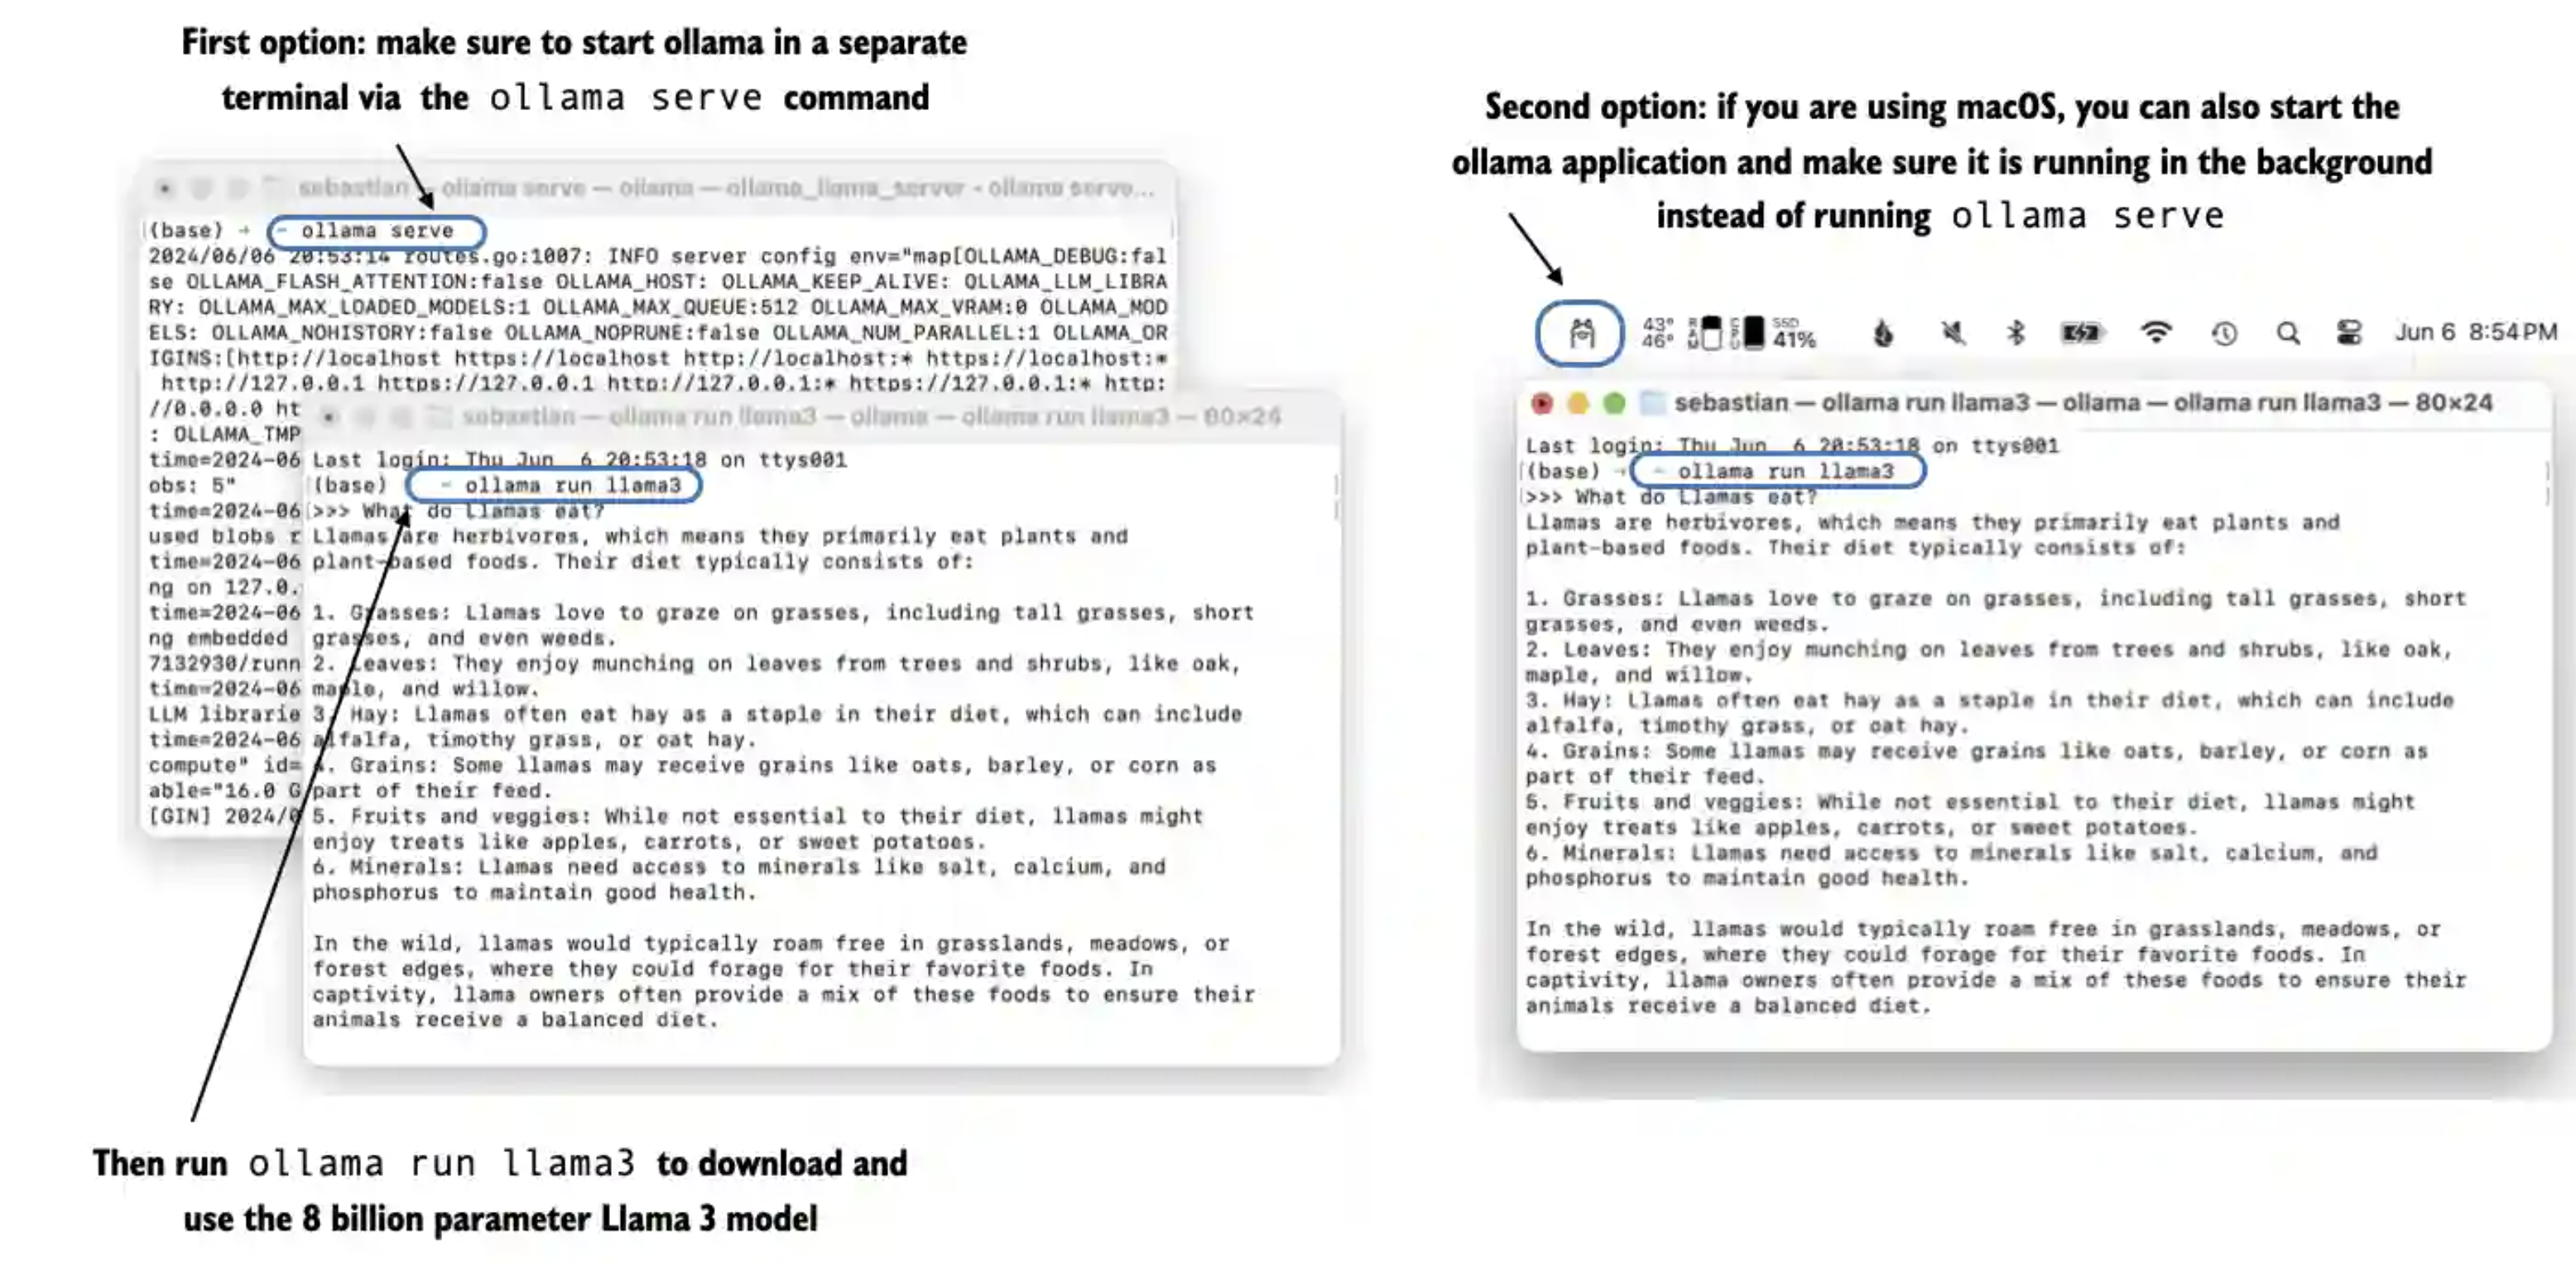 First option: make sure to start ollama in a separate
terminal via the ollama serve command
sebastian — ollama serve — ollama — ollama_llama_server - ollama serve...
(base) → ~ ollama serve
2024/06/06 20:53:14 routes.go:1007: INFO server config env="map[OLLAMA_DEBUG:fal
se OLLAMA_FLASH_ATTENTION:false OLLAMA_HOST: OLLAMA_KEEP_ALIVE: OLLAMA_LLM_LIBRA
RY: OLLAMA_MAX_LOADED_MODELS:1 OLLAMA_MAX_QUEUE:512 OLLAMA_MAX_VRAM:0 OLLAMA_MOD
ELS: OLLAMA_NOHISTORY:false OLLAMA_NOPRUNE:false OLLAMA_NUM_PARALLEL:1 OLLAMA_OR
IGINS:[http://localhost https://localhost http://localhost:* https://localhost:*
http://127.0.0.1 https://127.0.0.1 http://127.0.0.1:* https://127.0.0.1:* http:
//0.0.0.0 ht
: OLLAMA_TMP
time=2024-06
obs: 5"
time=2024-06
used blobs r
time=2024-06
ng on 127.0.
time=2024-06
ng embedded
7132930/runn
time=2024-06
LLM librarie
time=2024-06
compute" id=
able="16.0 G
[GIN] 2024/0
sebastian — ollama run llama3 — ollama — ollama run llama3 — 80×24
Last login: Thu Jun 6 20:53:18 on ttys001
(base) ~ ollama run llama3
>>> What do Llamas eat?
Llamas are herbivores, which means they primarily eat plants and
plant-based foods. Their diet typically consists of:
1. Grasses: Llamas love to graze on grasses, including tall grasses, short
grasses, and even weeds.
2. Leaves: They enjoy munching on leaves from trees and shrubs, like oak,
maple, and willow.
3. Hay: Llamas often eat hay as a staple in their diet, which can include
alfalfa, timothy grass, or oat hay.
4. Grains: Some llamas may receive grains like oats, barley, or corn as
part of their feed.
5. Fruits and veggies: While not essential to their diet, llamas might
enjoy treats like apples, carrots, or sweet potatoes.
6. Minerals: Llamas need access to minerals like salt, calcium, and
phosphorus to maintain good health.
In the wild, llamas would typically roam free in grasslands, meadows, or
forest edges, where they could forage for their favorite foods. In
captivity, llama owners often provide a mix of these foods to ensure their
animals receive a balanced diet.
Then run ollama run llama3 to download and
use the 8 billion parameter Llama 3 model
Second option: if you are using macOS, you can also start the
ollama application and make sure it is running in the background
instead of running ollama serve
43° 46° SSD 41% Jun 6 8:54 PM
sebastian — ollama run llama3 — ollama — ollama run llama3 — 80×24
Last login: Thu Jun 6 20:53:18 on ttys001
(base) → ~ ollama run llama3
>>> What do Llamas eat?
Llamas are herbivores, which means they primarily eat plants and
plant-based foods. Their diet typically consists of:
1. Grasses: Llamas love to graze on grasses, including tall grasses, short
grasses, and even weeds.
2. Leaves: They enjoy munching on leaves from trees and shrubs, like oak,
maple, and willow.
3. Hay: Llamas often eat hay as a staple in their diet, which can include
alfalfa, timothy grass, or oat hay.
4. Grains: Some llamas may receive grains like oats, barley, or corn as
part of their feed.
5. Fruits and veggies: While not essential to their diet, llamas might
enjoy treats like apples, carrots, or sweet potatoes.
6. Minerals: Llamas need access to minerals like salt, calcium, and
phosphorus to maintain good health.
In the wild, llamas would typically roam free in grasslands, meadows, or
forest edges, where they could forage for their favorite foods. In
captivity, llama owners often provide a mix of these foods to ensure their
animals receive a balanced diet.